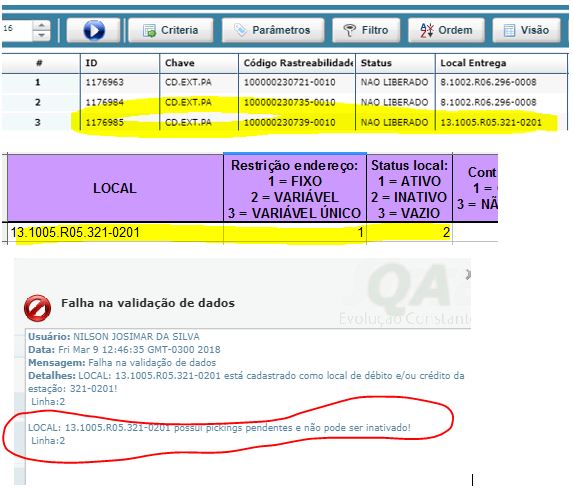 16 Criteria Parâmetros Filtro Ordem Visão
# ID Chave Código Rastreabilidade Status Local Entrega
1 1176963 CD.EXT.PA 100000230721-0010 NAO LIBERADO 8.1002.R06.296-0008
2 1176984 CD.EXT.PA 100000230735-0010 NAO LIBERADO 8.1002.R06.296-0008
3 1176985 CD.EXT.PA 100000230739-0010 NAO LIBERADO 13.1005.R05.321-0201
LOCAL
Restrição endereço:
1 = FIXO
2 = VARIÁVEL
3 = VARIÁVEL ÚNICO
Status local:
1 = ATIVO
2 = INATIVO
3 = VAZIO
Cont
1 =
3 = NÃ
13.1005.R05.321-0201 1 2
QA
Evolução Constante
Falha na validação de dados
Usuário: NILSON JOSIMAR DA SILVA
Data: Fri Mar 9 12:46:35 GMT-0300 2018
Mensagem: Falha na validação de dados
Detalhes: LOCAL: 13.1005.R05.321-0201 está cadastrado como local de débito e/ou crédito da
estação: 321-0201!
Linha:2
LOCAL: 13.1005.R05.321-0201 possui pickings pendentes e não pode ser inativado!
Linha:2